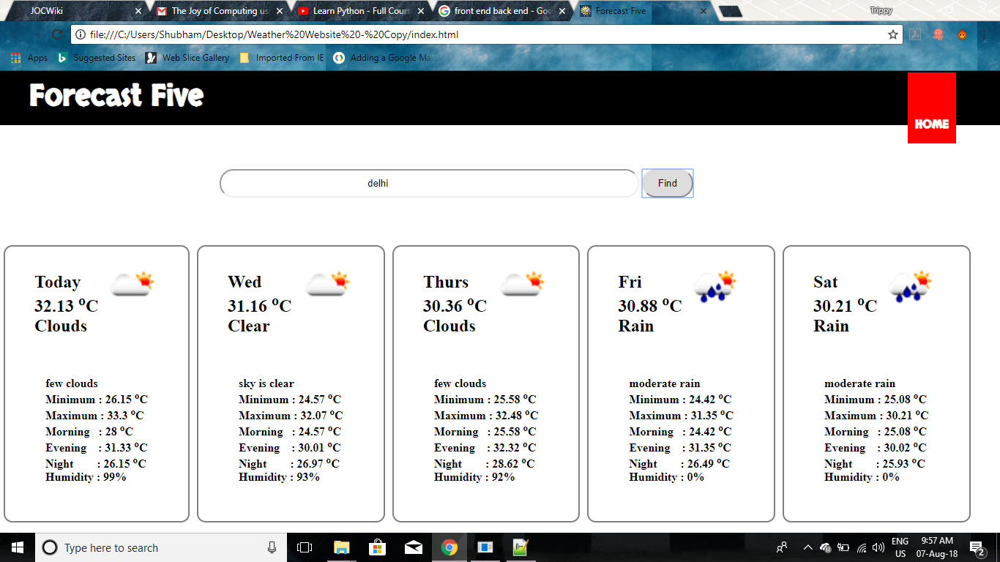 JOCWiki
The Joy of Computing us
Learn Python - Full Cours
front end back end - Goo
Forecast Five
Trippy
file:///C:/Users/Shubham/Desktop/Weather%20Website%20-%20Copy/index.html
Apps
Suggested Sites
Web Slice Gallery
Imported From IE
Adding a Google Ma
Forecast Five
HOME
delhi
Find
Today
32.13 °C
Clouds
few clouds
Minimum : 26.15 °C
Maximum : 33.3 °C
Morning : 28 °C
Evening : 31.33 °C
Night : 26.15 °C
Humidity : 99%
Wed
31.16 °C
Clear
sky is clear
Minimum : 24.57 °C
Maximum : 32.07 °C
Morning : 24.57 °C
Evening : 30.01 °C
Night : 26.97 °C
Humidity : 93%
Thurs
30.36 °C
Clouds
few clouds
Minimum : 25.58 °C
Maximum : 32.48 °C
Morning : 25.58 °C
Evening : 32.32 °C
Night : 28.62 °C
Humidity : 92%
Fri
30.88 °C
Rain
moderate rain
Minimum : 24.42 °C
Maximum : 31.35 °C
Morning : 24.42 °C
Evening : 31.35 °C
Night : 26.49 °C
Humidity : 0%
Sat
30.21 °C
Rain
moderate rain
Minimum : 25.08 °C
Maximum : 30.21 °C
Morning : 25.08 °C
Evening : 30.02 °C
Night : 25.93 °C
Humidity : 0%
Type here to search
ENG
US
9:57 AM
07-Aug-18
2